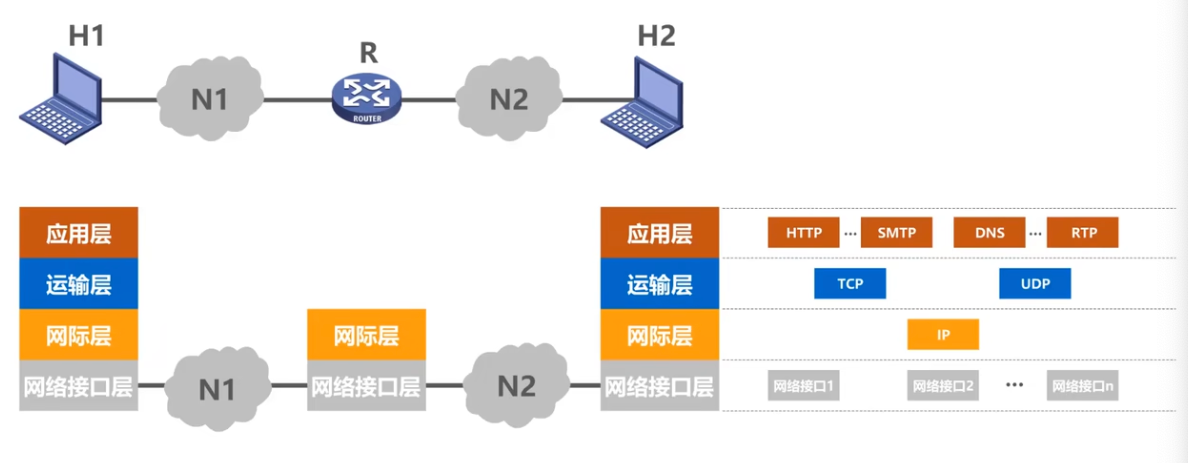 H1
R
H2
N1
N2
ROUTER
应用层
应用层
HTTP ... SMTP DNS ... RTP
运输层
运输层
TCP UDP
网际层
网际层
网际层
IP
网络接口层 N1 网络接口层 N2 网络接口层
网络接口1 网络接口2 ... 网络接口n